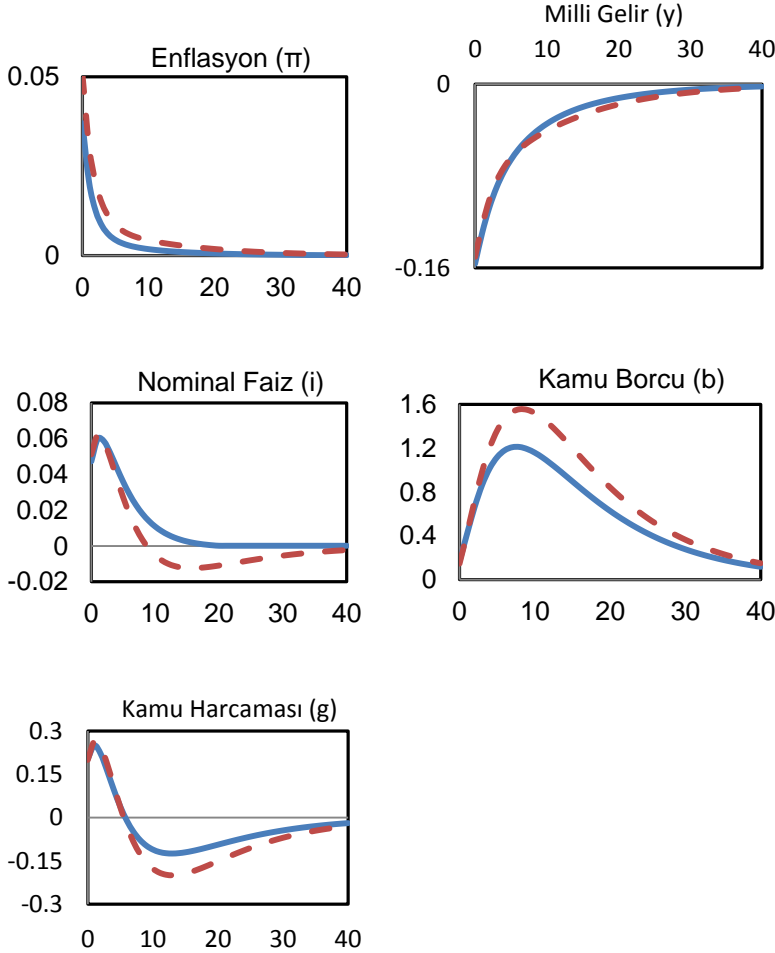 Enflasyon (π)
0.05
0
0 10 20 30 40
Milli Gelir (y)
0 10 20 30 40
0
-0.16
Nominal Faiz (i)
0.08
0.06
0.04
0.02
0
-0.02
0 10 20 30 40
Kamu Borcu (b)
1.6
1.2
0.8
0.4
0
0 10 20 30 40
Kamu Harcaması (g)
0.3
0.15
0
-0.15
-0.3
0 10 20 30 40